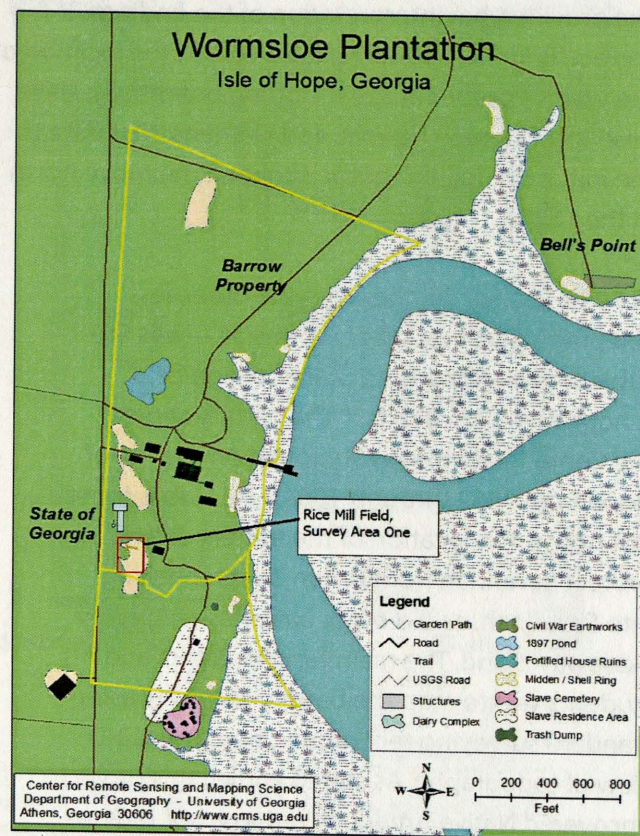 Wormsloe Plantation
Isle of Hope, Georgia
Bell's Point
Barrow
Property
State of
Georgia
Rice Mill Field,
Survey Area One
Legend
Garden Path
Road
Trail
USGS Road
Structures
Dairy Complex
Civil War Earthworks
1897 Pond
Fortified House Ruins
Midden / Shell Ring
Slave Cemetery
Slave Residence Area
Trash Dump
Center for Remote Sensing and Mapping Science
Department of Geography - University of Georgia
Athens, Georgia 30606 http://www.crms.uga.edu
N
W E
S
0 200 400 600 800
Feet